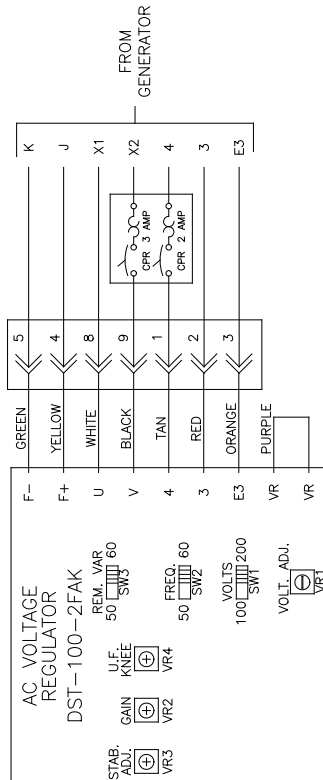 AC VOLTAGE
REGULATOR
DST-100-2FAK
STAB.
ADJ.
VR3
GAIN
VR2
U.F.
KNEE
VR4
REM. VAR
50 60
SW3
FREQ.
50 60
SW2
VOLTS
100 200
SW1
VOLT. ADJ.
VR1
F- GREEN 5 K
F+ YELLOW 4 J
U WHITE 8 X1
V BLACK 9 X2
4 TAN 1 4
3 RED 2 3
E3 ORANGE 3 E3
VR PURPLE
VR
CPR 3 AMP
CPR 2 AMP
FROM
GENERATOR